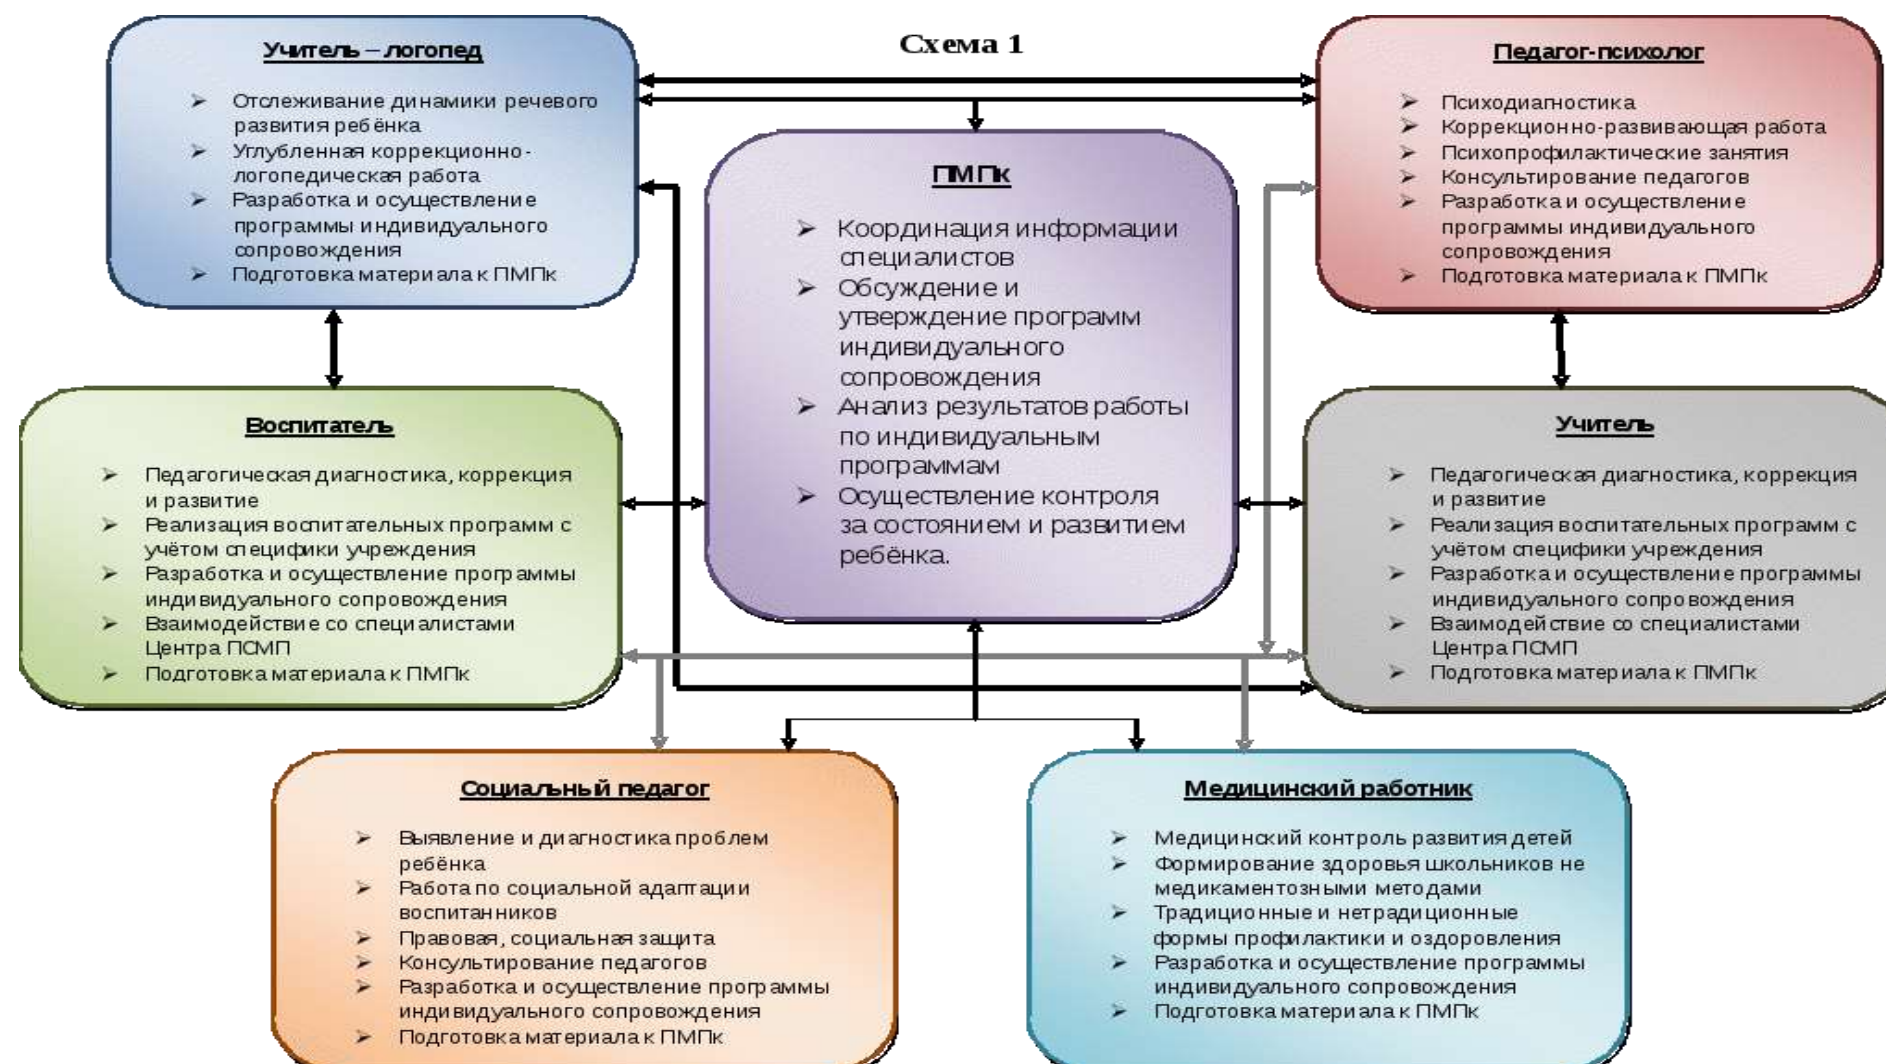 Схема 1
Учитель – логопед
Отслеживание динамики речевого
развития ребёнка
Углубленная коррекционно-
логопедическая работа
Разработка и осуществление
программы индивидуального
сопровождения
Подготовка материала к ПМПк
Педагог-психолог
Психодиагностика
Коррекционно-развивающая работа
Психопрофилактические занятия
Консультирование педагогов
Разработка и осуществление
программы индивидуального
сопровождения
Подготовка материала к ПМПк
ПМПк
Координация информации
специалистов
Обсуждение и
утверждение программ
индивидуального
сопровождения
Анализ результатов работы
по индивидуальным
программам
Осуществление контроля
за состоянием и развитием
ребёнка.
Воспитатель
Педагогическая диагностика, коррекция
и развитие
Реализация воспитательных программ с
учётом специфики учреждения
Разработка и осуществление программы
индивидуального сопровождения
Взаимодействие со специалистами
Центра ПСМП
Подготовка материала к ПМПк
Учитель
Педагогическая диагностика, коррекция
и развитие
Реализация воспитательных программ с
учётом специфики учреждения
Разработка и осуществление программы
индивидуального сопровождения
Взаимодействие со специалистами
Центра ПСМП
Подготовка материала к ПМПк
Социальный педагог
Выявление и диагностика проблем
ребёнка
Работа по социальной адаптации
воспитанников
Правовая, социальная защита
Консультирование педагогов
Разработка и осуществление программы
индивидуального сопровождения
Подготовка материала к ПМПк
Медицинский работник
Медицинский контроль развития детей
Формирование здоровья школьников не
медикаментозными методами
Традиционные и нетрадиционные
формы профилактики и оздоровления
Разработка и осуществление программы
индивидуального сопровождения
Подготовка материала к ПМПк